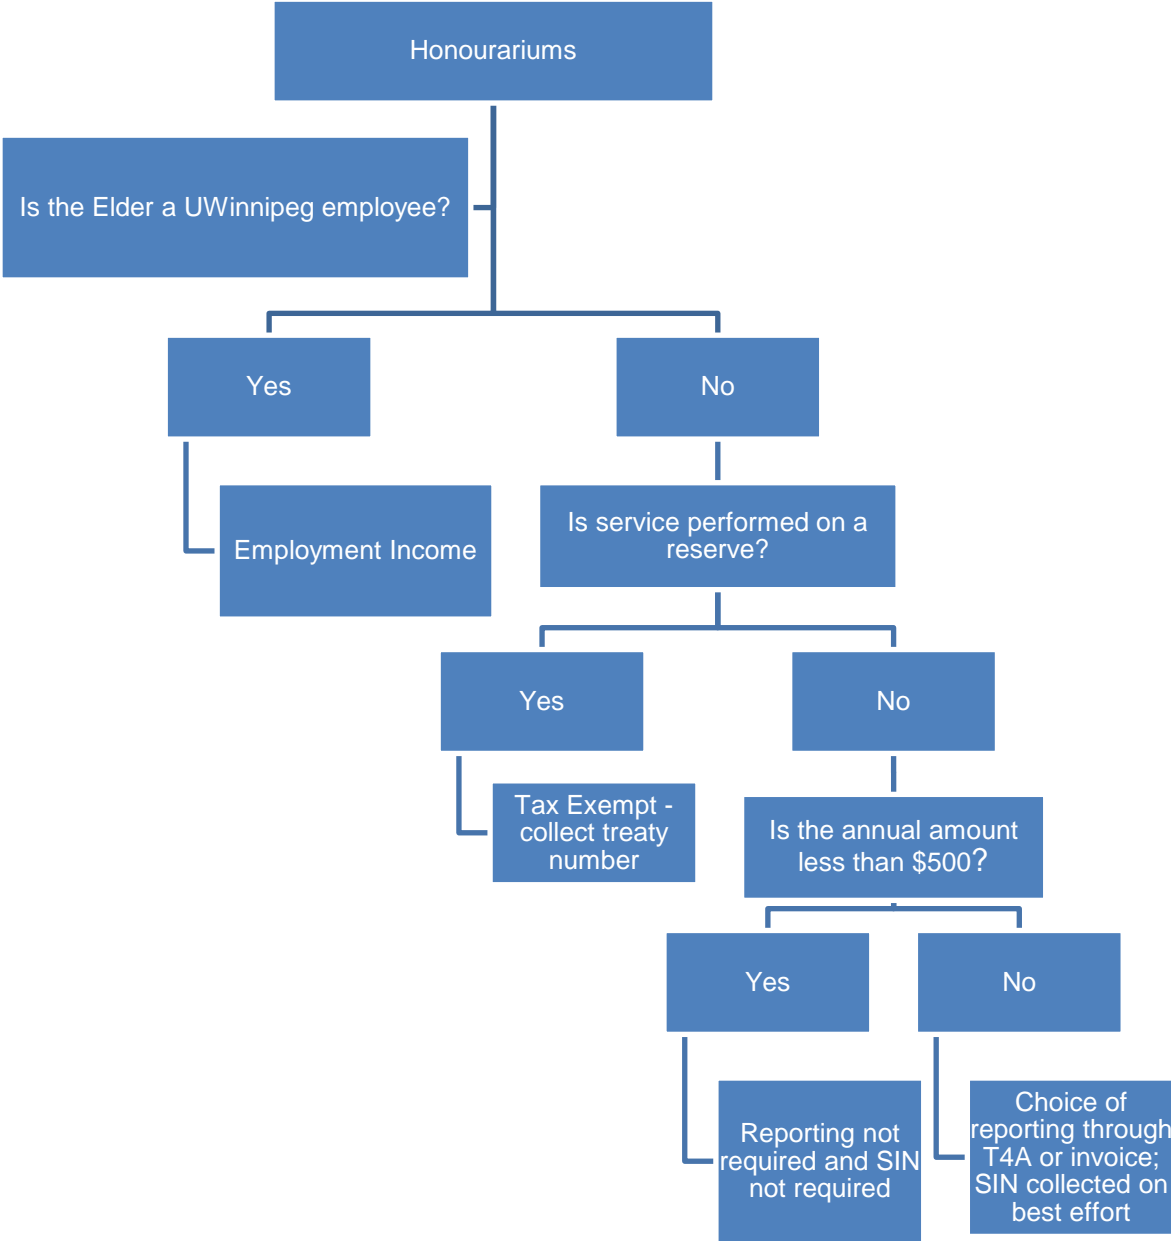 Honourariums
Is the Elder a UWinnipeg employee?
Yes
No
Employment Income
Is service performed on a
reserve?
Yes
No
Tax Exempt -
collect treaty
number
Is the annual amount
less than $500?
Yes
No
Reporting not
required and SIN
not required
Choice of
reporting through
T4A or invoice;
SIN collected on
best effort